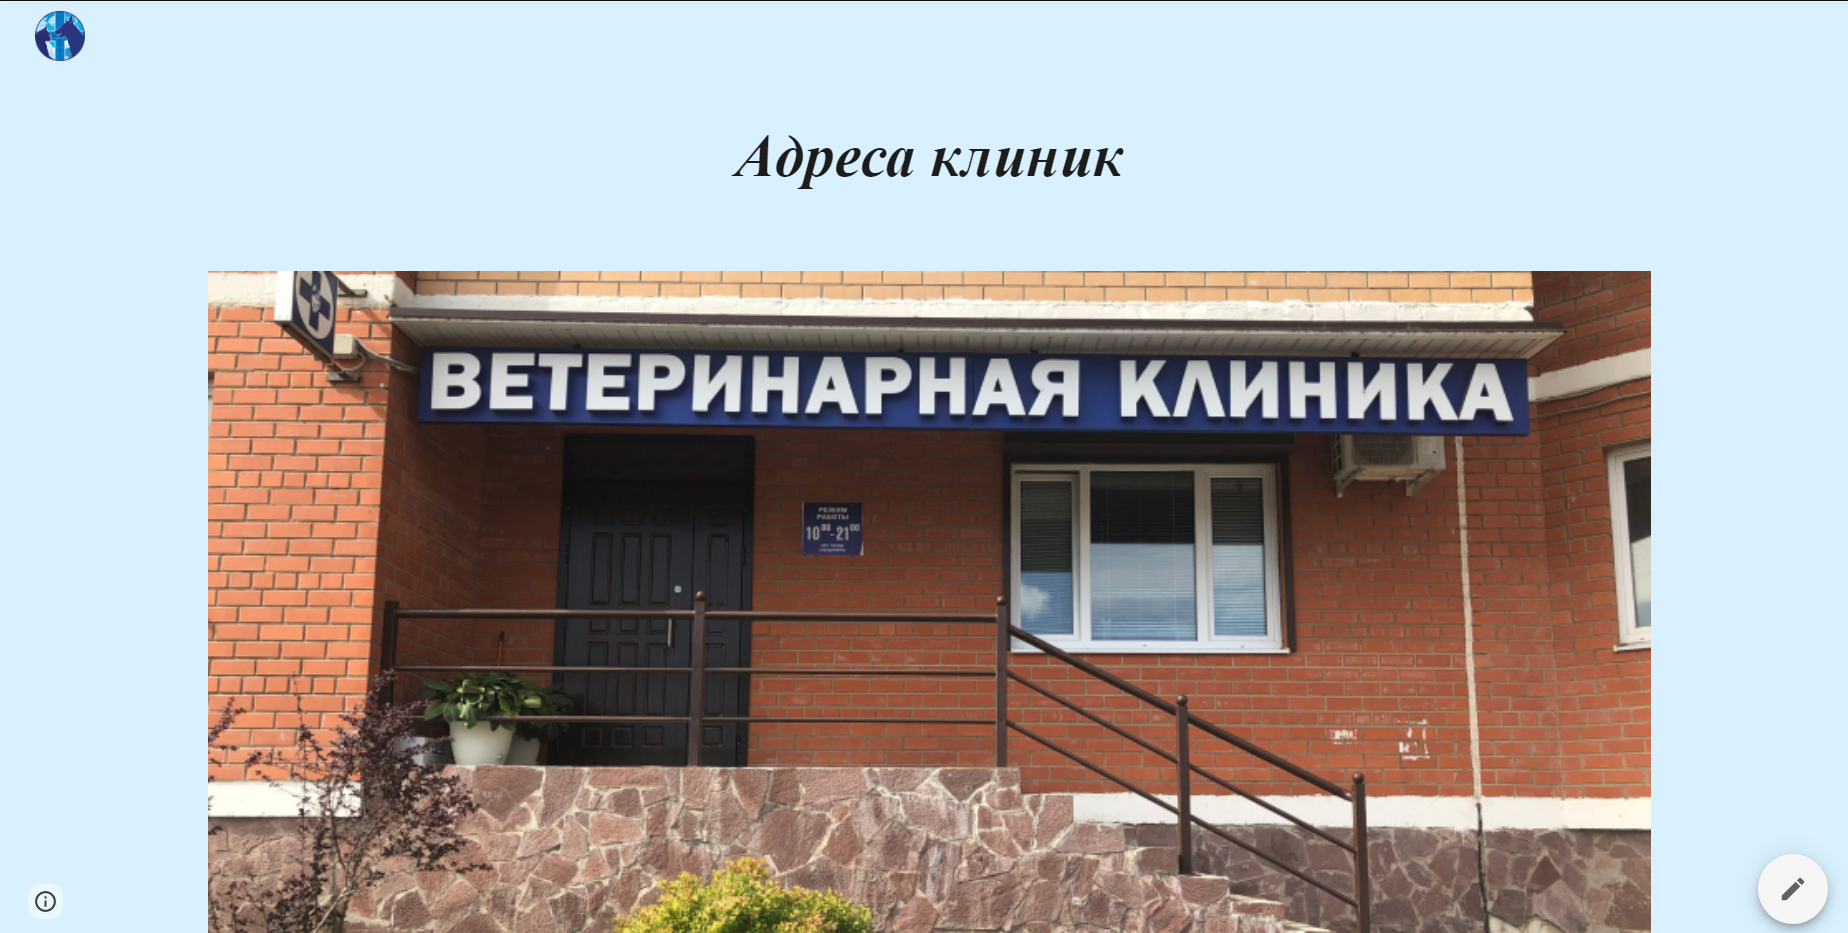 Адреса клиник
ВЕТЕРИНАРНАЯ КЛИНИКА
РЕЖИМ
РАБОТЫ
10⁰⁰-21⁰⁰